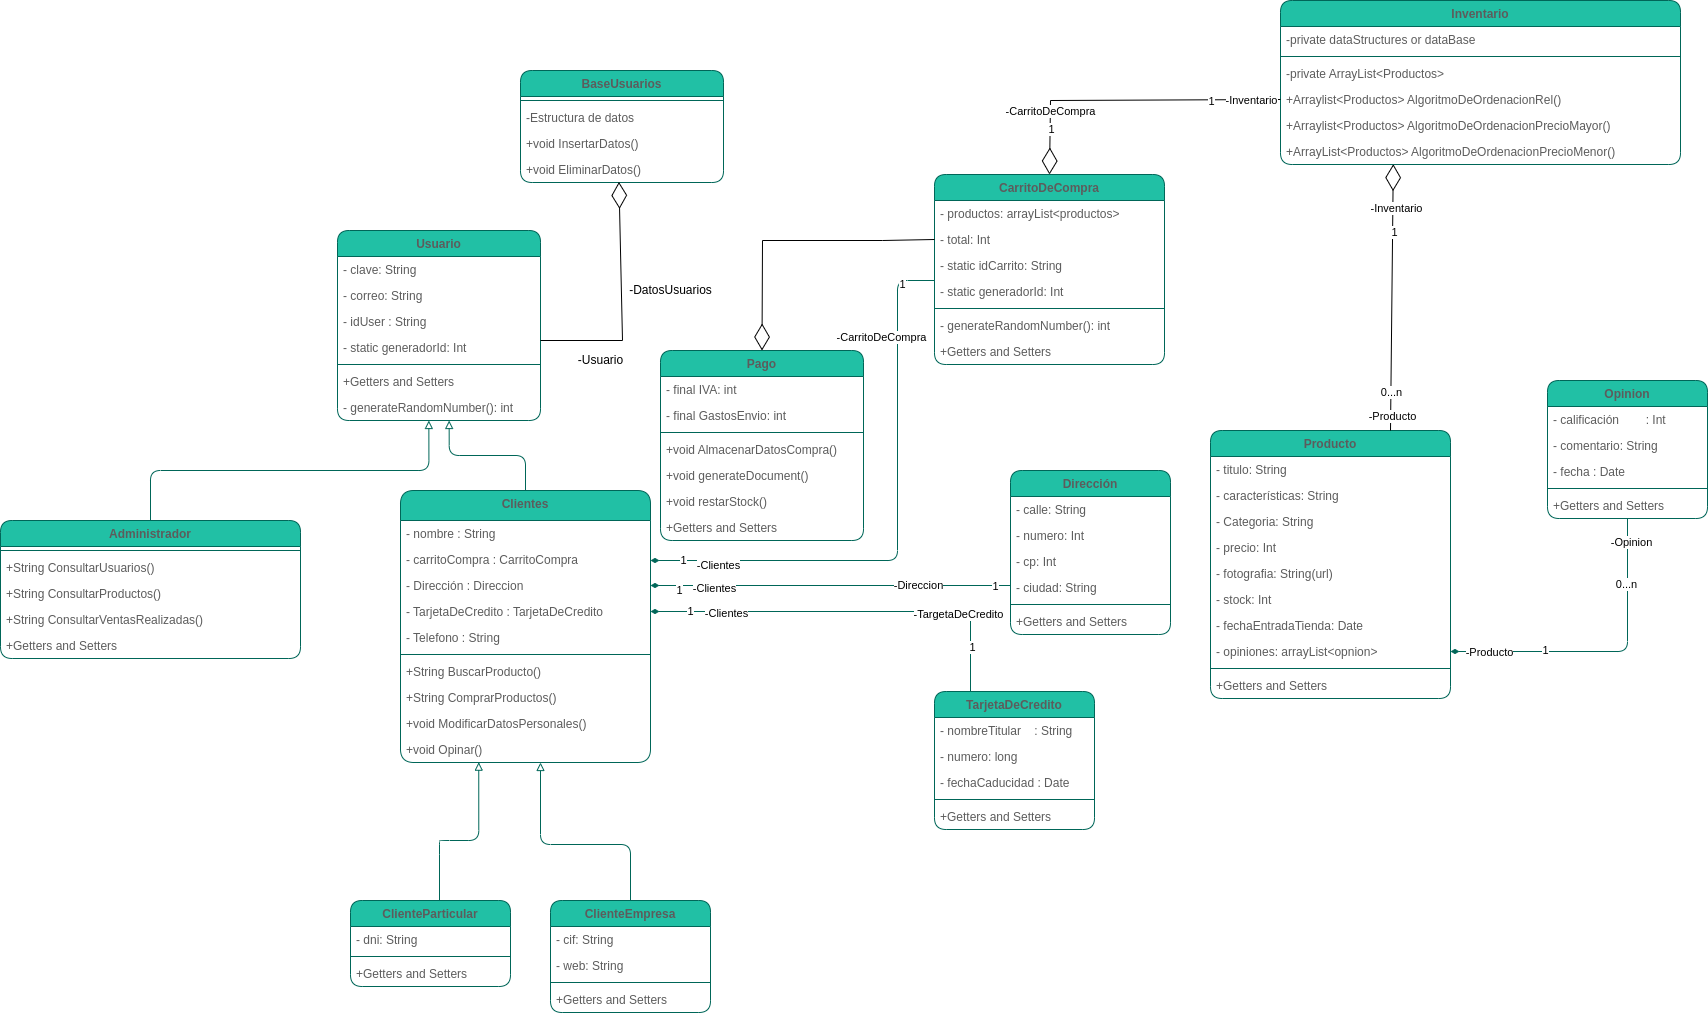 Inventario
-private dataStructures or dataBase
-private ArrayList<Productos>
+Arraylist<Productos> AlgoritmoDeOrdenacionRel()
+Arraylist<Productos> AlgoritmoDeOrdenacionPrecioMayor()
+ArrayList<Productos> AlgoritmoDeOrdenacionPrecioMenor()
BaseUsuarios
-Estructura de datos
+void InsertarDatos()
+void EliminarDatos()
-CarritoDeCompra
1
1
-Inventario
CarritoDeCompra
- productos: arrayList<productos>
- total: Int
- static idCarrito: String
- static generadorId: Int
- generateRandomNumber(): int
+Getters and Setters
-Inventario
1
0...n
-Producto
Usuario
- clave: String
- correo: String
- idUser : String
- static generadorId: Int
+Getters and Setters
- generateRandomNumber(): int
-DatosUsuarios
-Usuario
1
-CarritoDeCompra
Pago
- final IVA: int
- final GastosEnvio: int
+void AlmacenarDatosCompra()
+void generateDocument()
+void restarStock()
+Getters and Setters
Opinion
- calificación : Int
- comentario: String
- fecha : Date
+Getters and Setters
-Opinion
0...n
1
-Producto
Producto
- titulo: String
- características: String
- Categoria: String
- precio: Int
- fotografia: String(url)
- stock: Int
- fechaEntradaTienda: Date
- opiniones: arrayList<opnion>
+Getters and Setters
Dirección
- calle: String
- numero: Int
- cp: Int
- ciudad: String
+Getters and Setters
Administrador
+String ConsultarUsuarios()
+String ConsultarProductos()
+String ConsultarVentasRealizadas()
+Getters and Setters
Clientes
- nombre : String
- carritoCompra : CarritoCompra
- Dirección : Direccion
- TarjetaDeCredito : TarjetaDeCredito
- Telefono : String
+String BuscarProducto()
+String ComprarProductos()
+void ModificarDatosPersonales()
+void Opinar()
1
-Clientes
1
-Clientes
-Direccion
1
1
-Clientes
-TargetaDeCredito
1
TarjetaDeCredito
- nombreTitular : String
- numero: long
- fechaCaducidad : Date
+Getters and Setters
ClienteParticular
- dni: String
+Getters and Setters
ClienteEmpresa
- cif: String
- web: String
+Getters and Setters